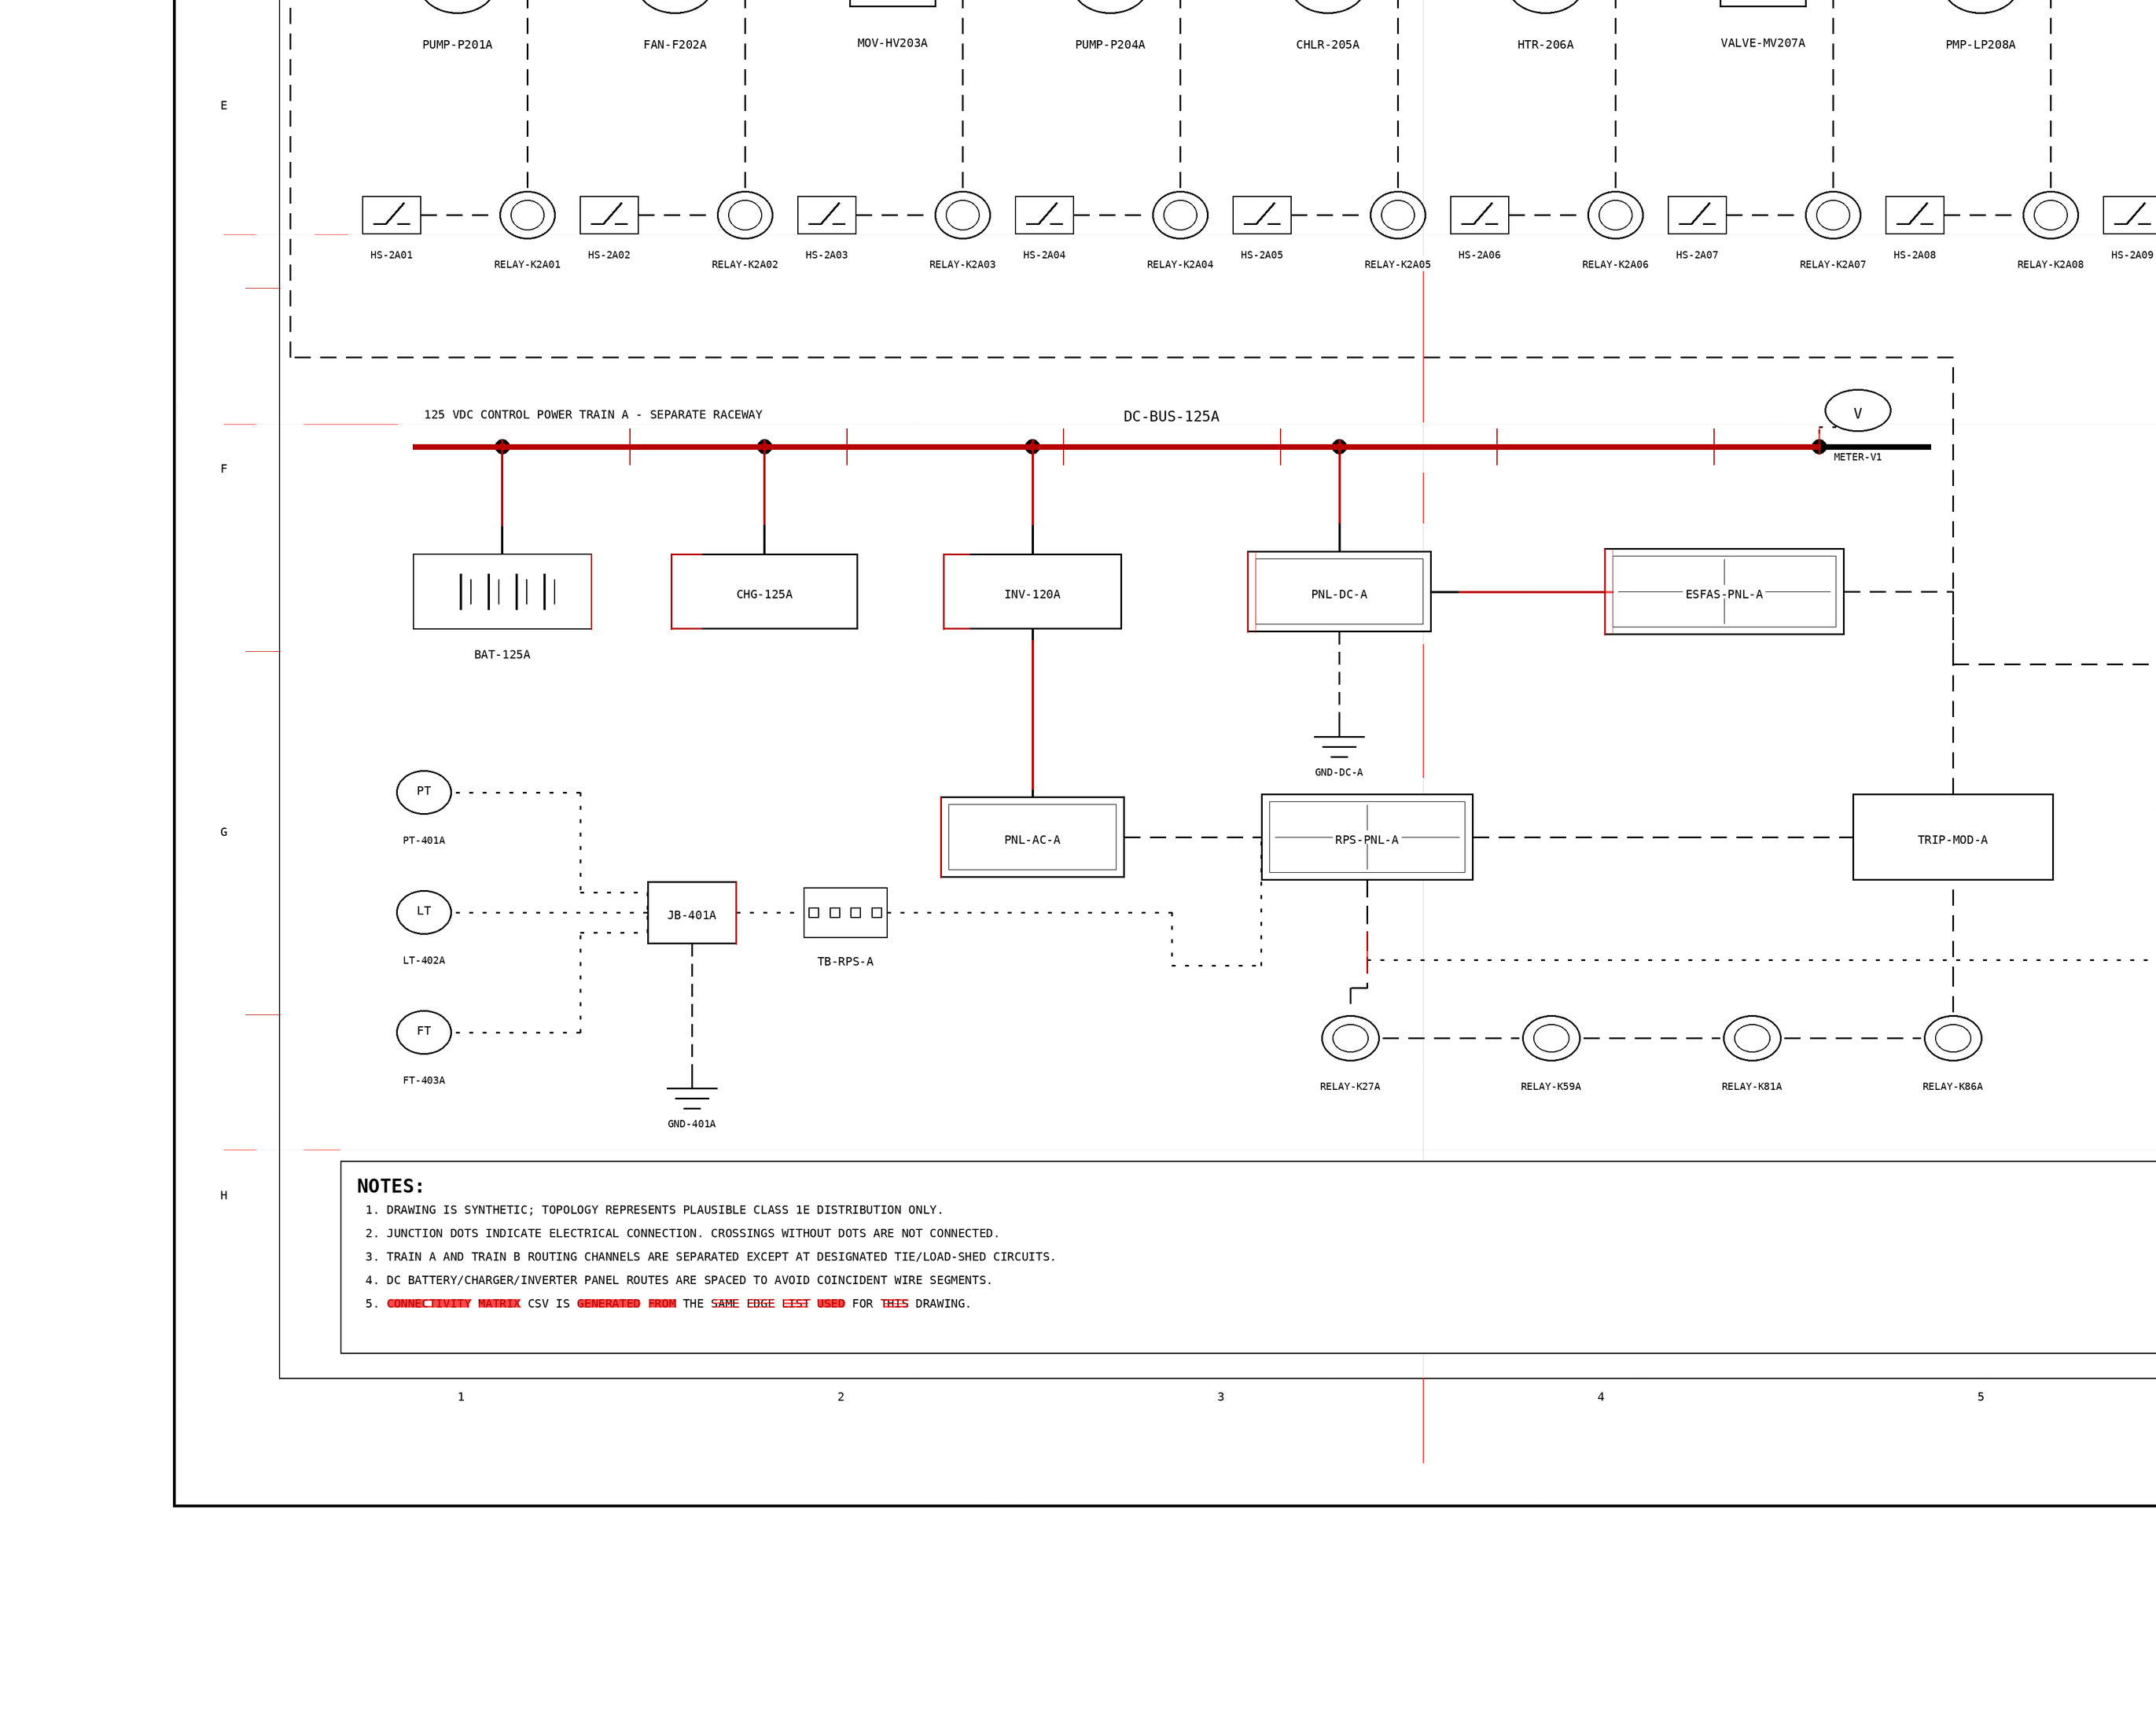 PUMP-P201A FAN-F202A MOV-HV203A PUMP-P204A CHLR-205A HTR-206A VALVE-MV207A PMP-LP208A
E
HS-2A01 RELAY-K2A01 HS-2A02 RELAY-K2A02 HS-2A03 RELAY-K2A03 HS-2A04 RELAY-K2A04 HS-2A05 RELAY-K2A05 HS-2A06 RELAY-K2A06 HS-2A07 RELAY-K2A07 HS-2A08 RELAY-K2A08 HS-2A09
125 VDC CONTROL POWER TRAIN A - SEPARATE RACEWAY DC-BUS-125A V
F METER-V1
CHG-125A INV-120A PNL-DC-A ESFAS-PNL-A
BAT-125A
GND-DC-A
PT
PT-401A
G PNL-AC-A RPS-PNL-A TRIP-MOD-A
LT JB-401A
LT-402A TB-RPS-A
FT
FT-403A RELAY-K27A RELAY-K59A RELAY-K81A RELAY-K86A
GND-401A
H
NOTES:
1. DRAWING IS SYNTHETIC; TOPOLOGY REPRESENTS PLAUSIBLE CLASS 1E DISTRIBUTION ONLY.
2. JUNCTION DOTS INDICATE ELECTRICAL CONNECTION. CROSSINGS WITHOUT DOTS ARE NOT CONNECTED.
3. TRAIN A AND TRAIN B ROUTING CHANNELS ARE SEPARATED EXCEPT AT DESIGNATED TIE/LOAD-SHED CIRCUITS.
4. DC BATTERY/CHARGER/INVERTER PANEL ROUTES ARE SPACED TO AVOID COINCIDENT WIRE SEGMENTS.
5. CONNECTIVITY MATRIX CSV IS GENERATED FROM THE SAME EDGE LIST USED FOR THIS DRAWING.
1 2 3 4 5